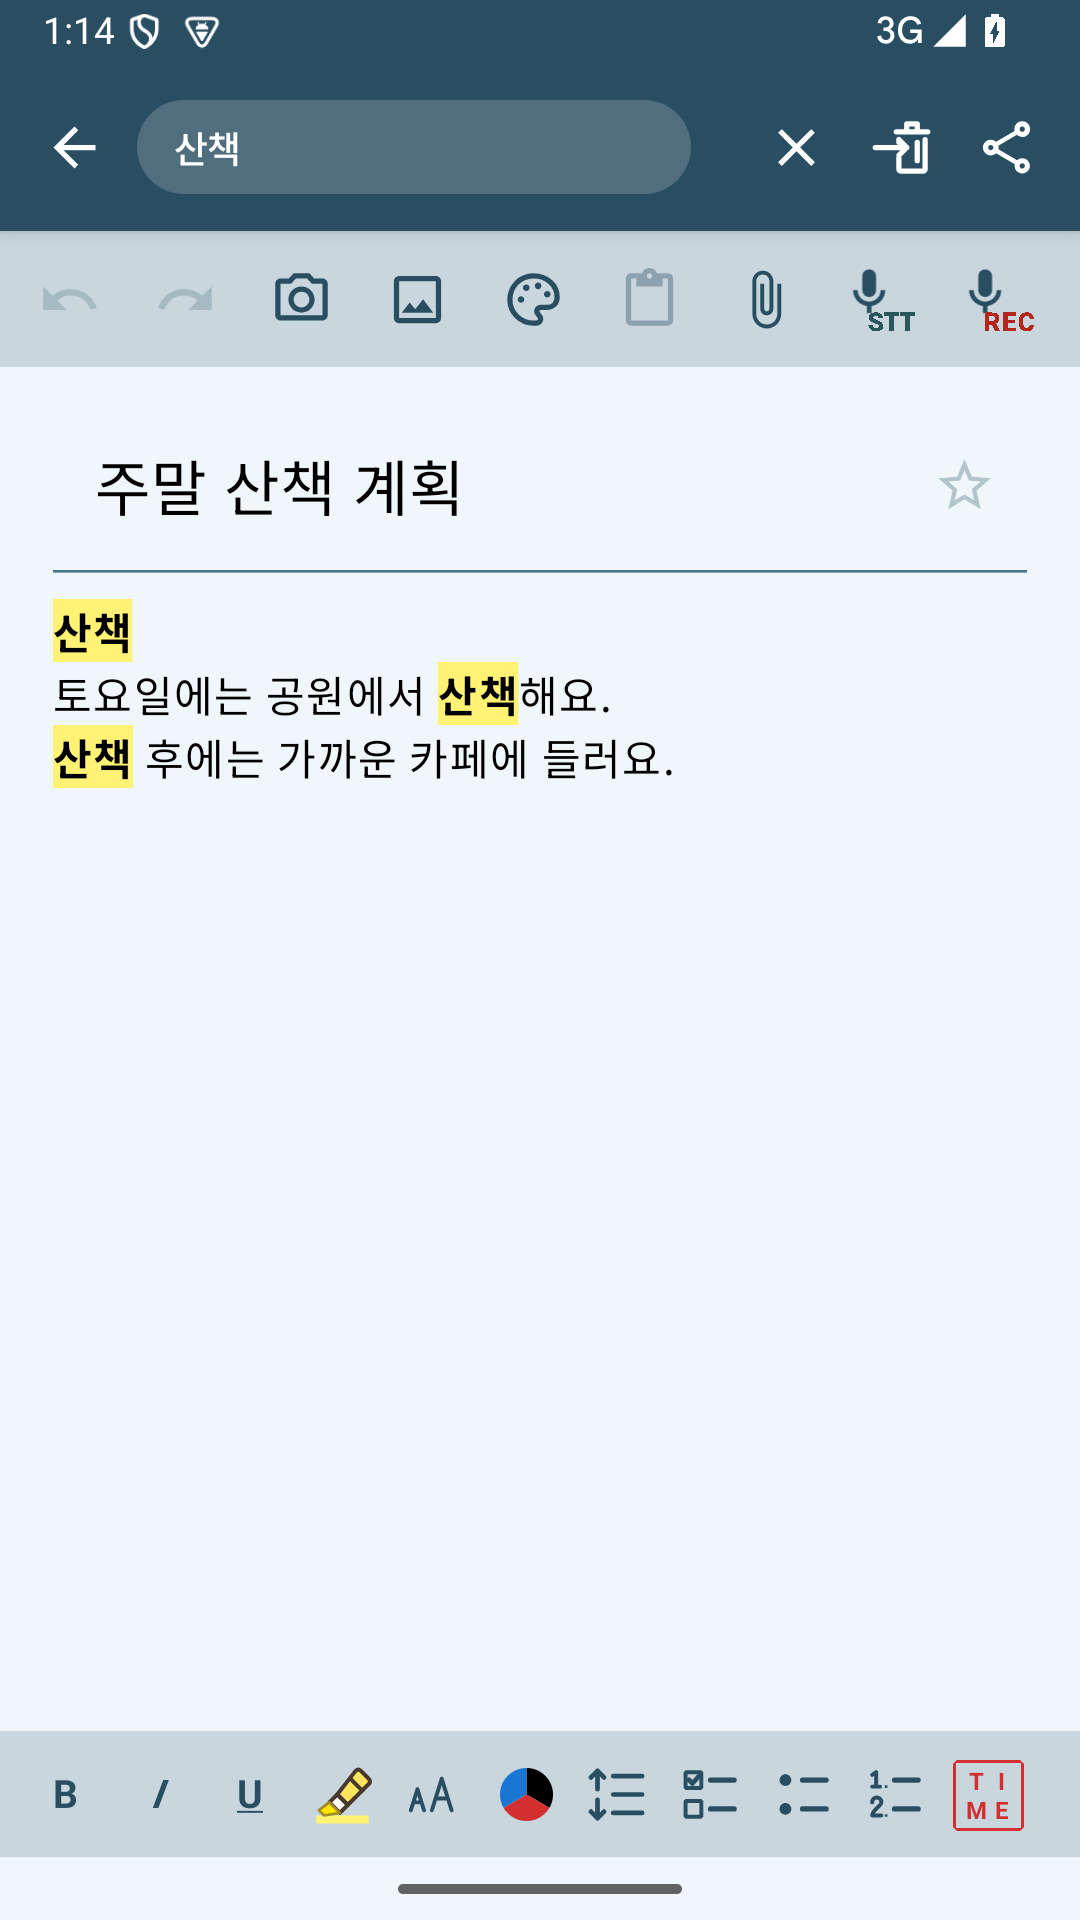 1:14
3G
산책
STT
REC
주말 산책 계획
산책
토요일에는 공원에서 산책해요.
산책 후에는 가까운 카페에 들러요.
B I U AA 1. 2. TIME